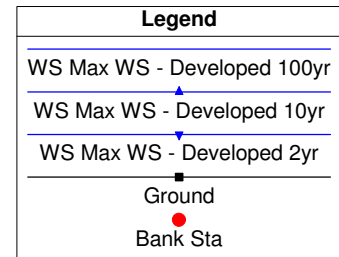 Legend
WS Max WS - Developed 100yr
WS Max WS - Developed 10yr
WS Max WS - Developed 2yr
Ground
Bank Sta